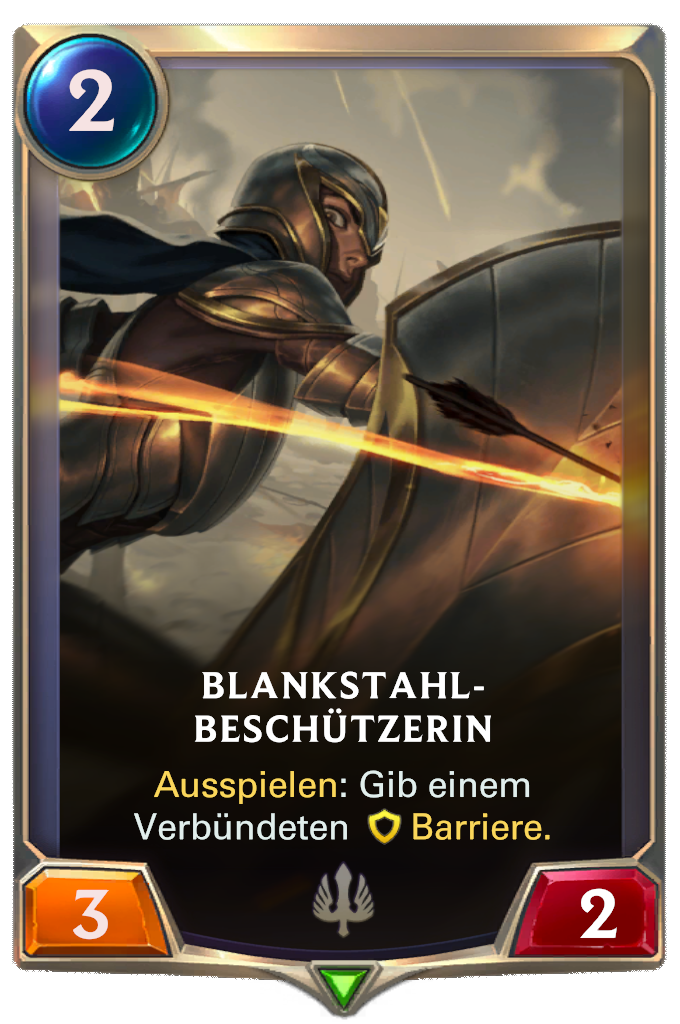 2
BLANKSTAHL-
BESCHÜTZERIN
Ausspielen: Gib einem
Verbündeten Barriere.
3
2